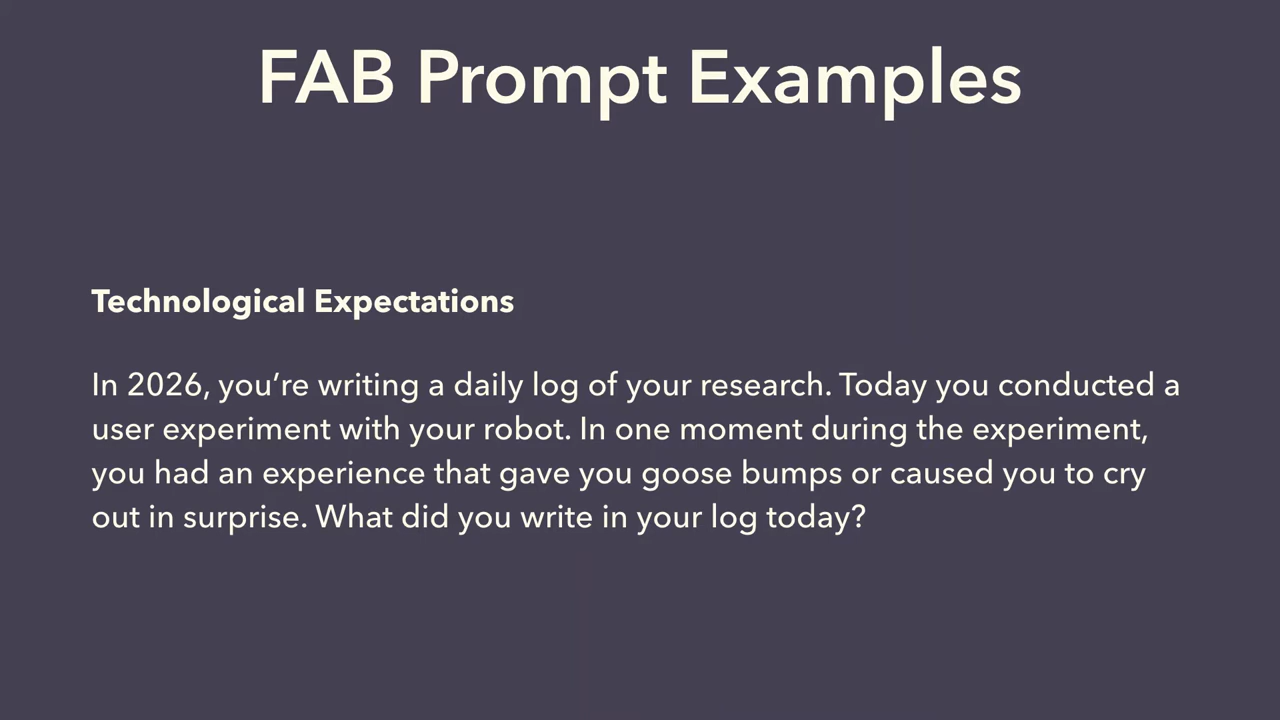 FAB Prompt Examples
Technological Expectations
In 2026, you’re writing a daily log of your research. Today you conducted a
user experiment with your robot. In one moment during the experiment,
you had an experience that gave you goose bumps or caused you to cry
out in surprise. What did you write in your log today?